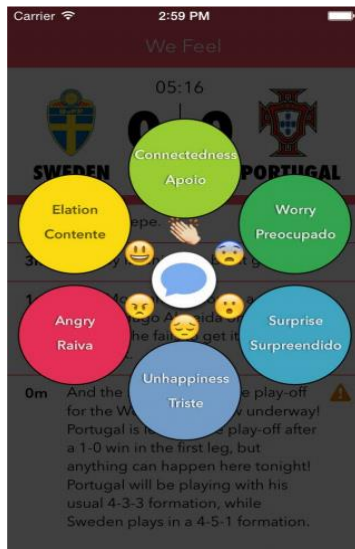 Carrier 2:59 PM
We Feel
05:16
0 0
SWEDEN PORTUGAL
Connectedness
Apoio
Elation
Contente
Worry
Preocupado
epe.
Angry
Raiva
Surprise
Surpreendido
Unhappiness
Triste
0m And the play-off
for the underway!
Portugal is play-off after
a 1-0 win in the first leg, but
anything can happen here tonight!
Portugal will be playing with his
usual 4-3-3 formation, while
Sweden plays in a 4-5-1 formation.